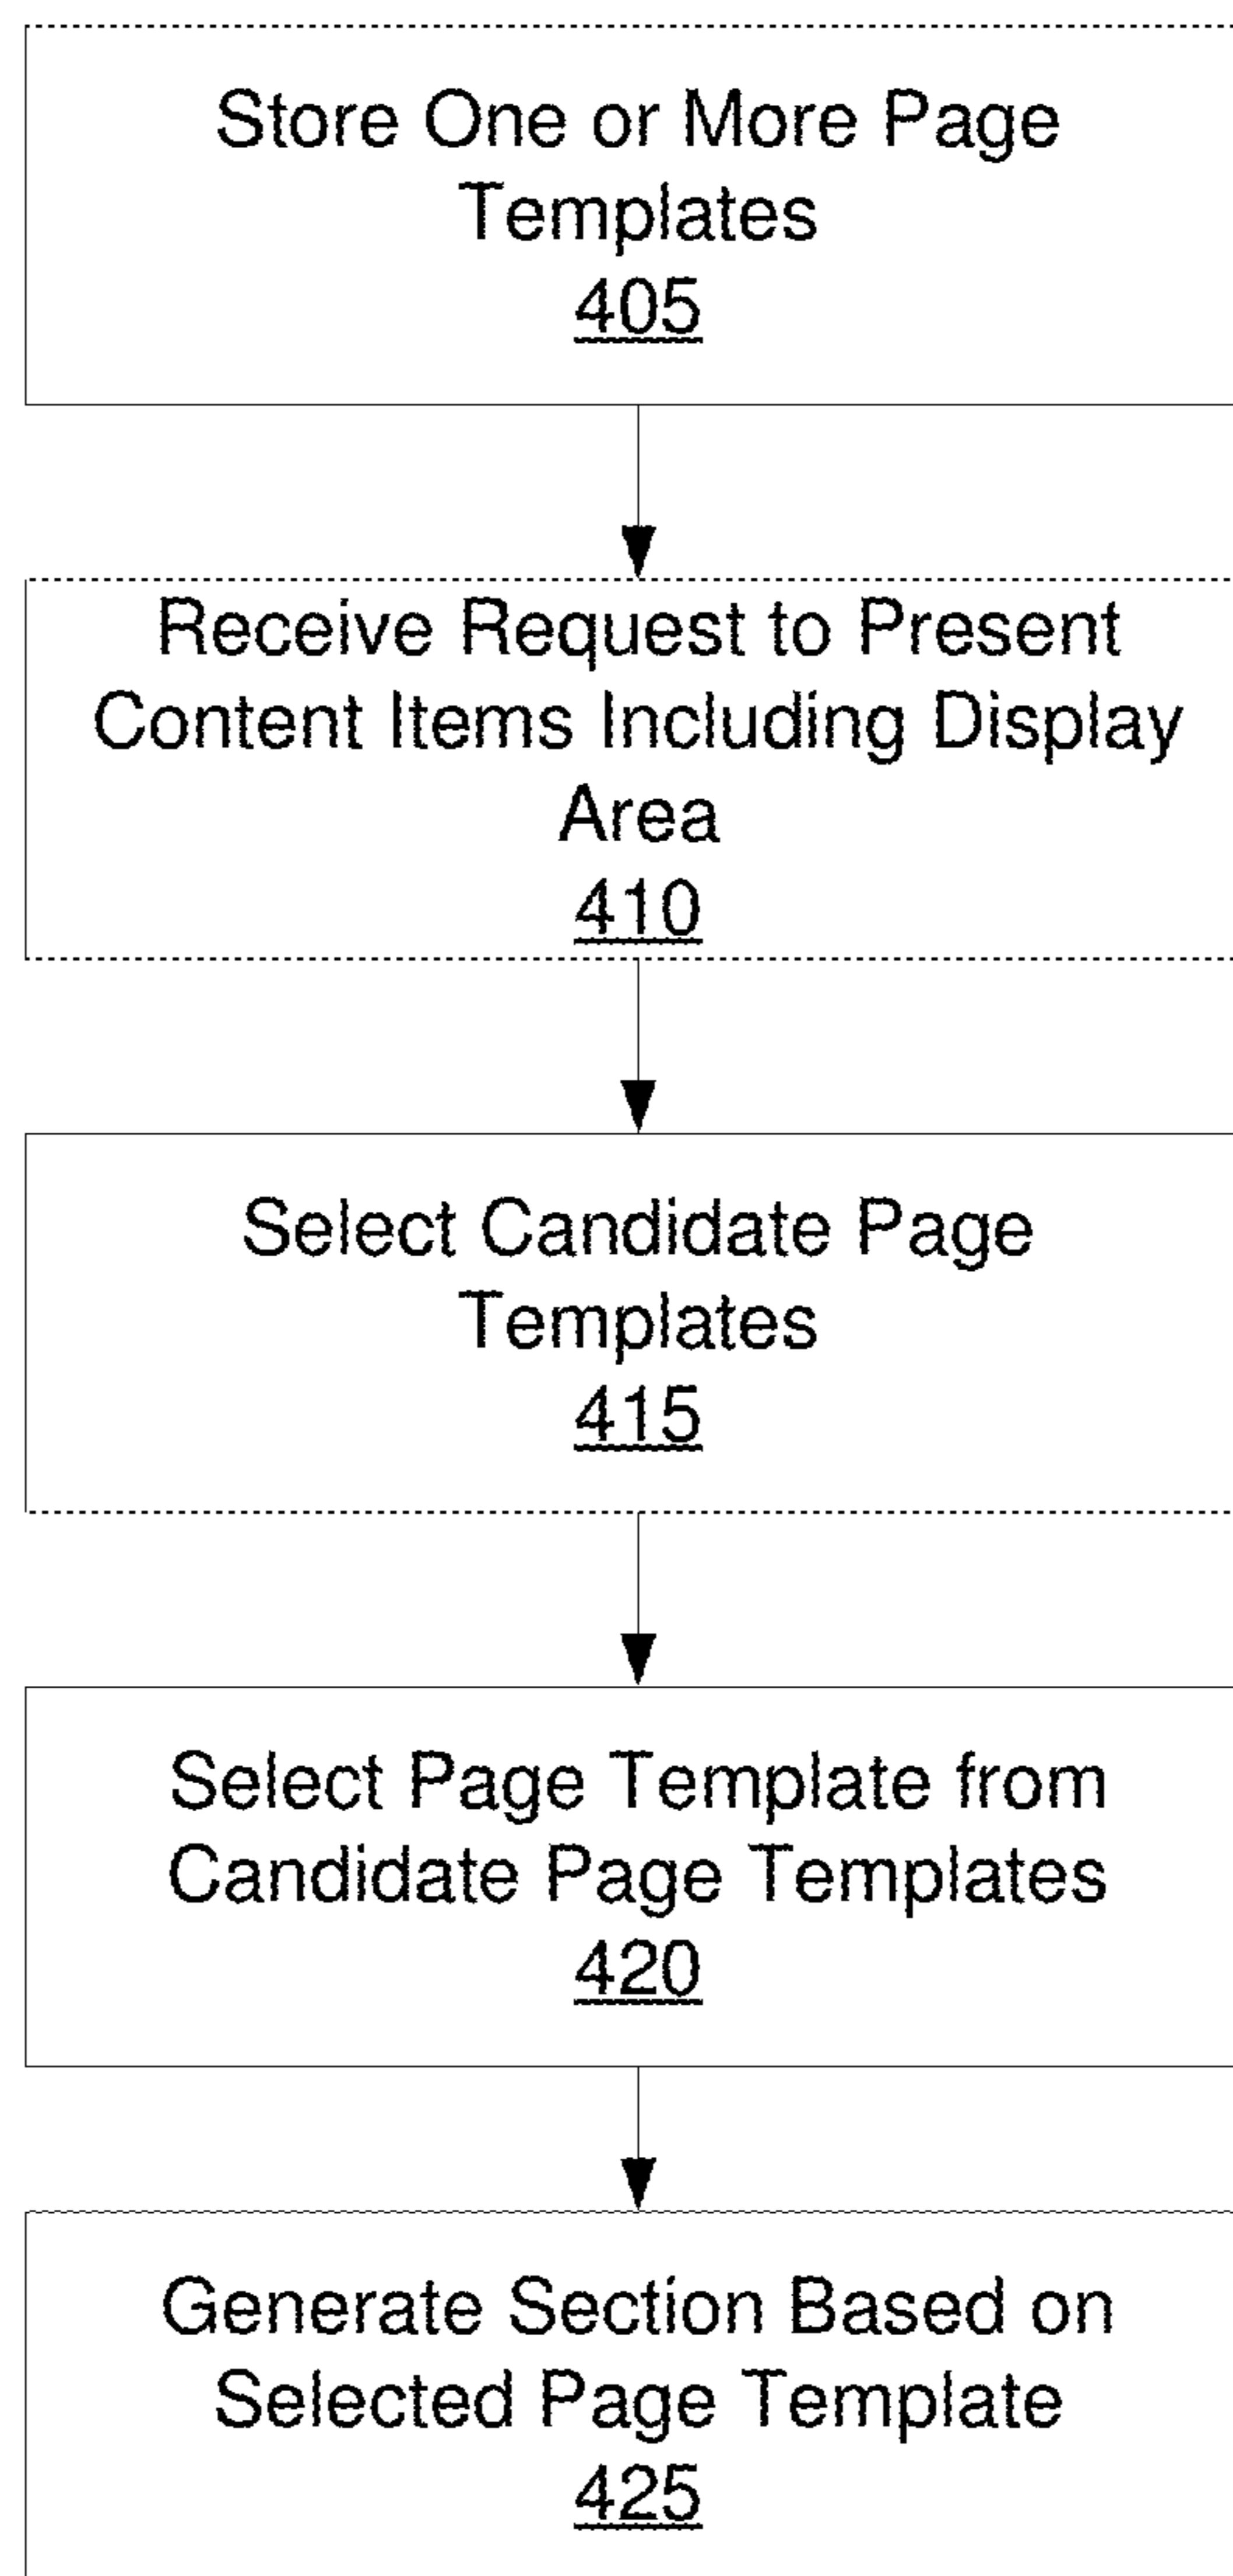 Store One or More Page
Templates
405
Receive Request to Present
Content Items Including Display
Area
410
Select Candidate Page
Templates
415
Select Page Template from
Candidate Page Templates
420
Generate Section Based on
Selected Page Template
425